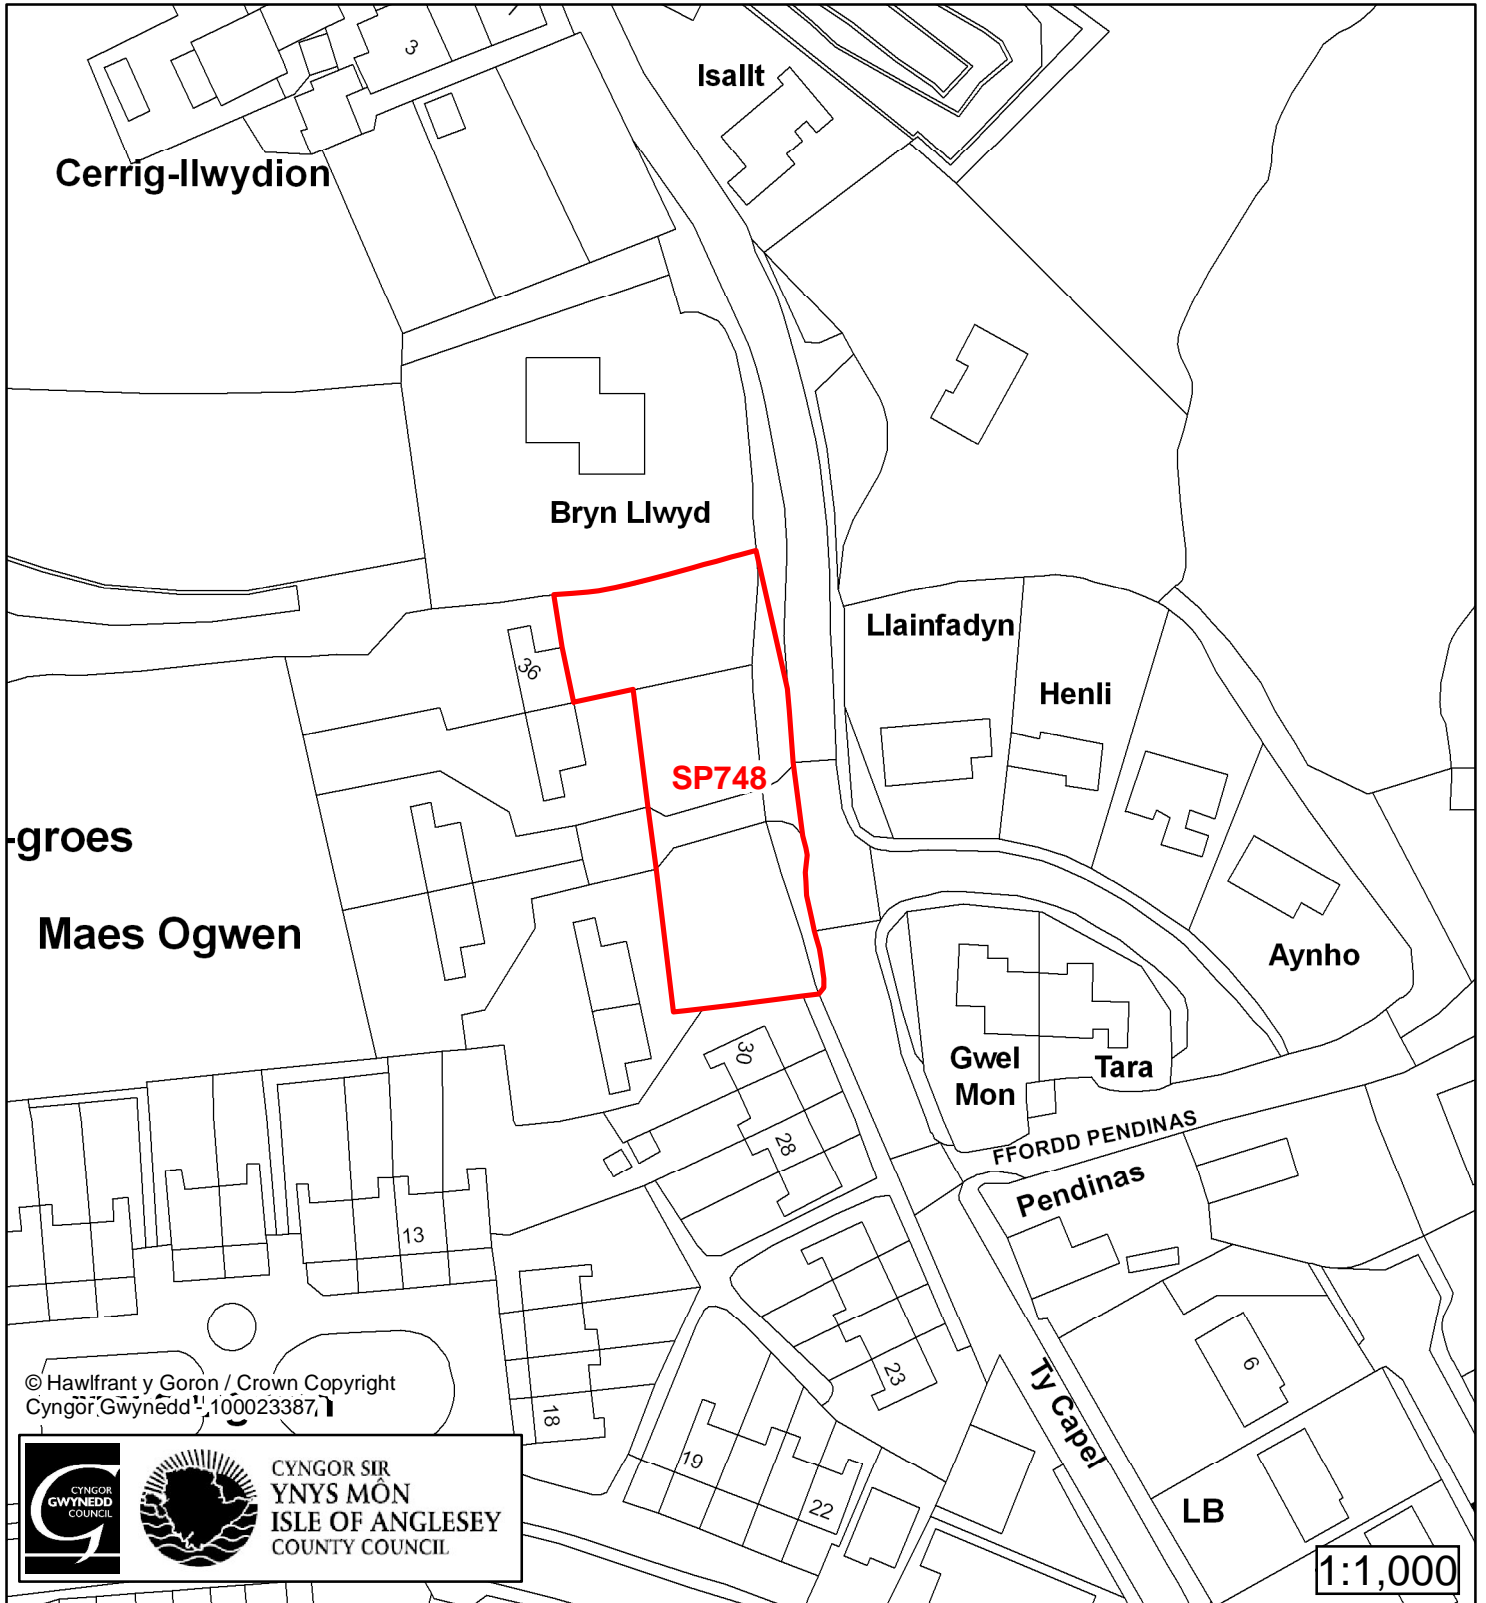 3
Isallt
Cerrig-llwydion
Bryn Llwyd
Llainfadyn
36
Henli
SP748
-groes
Maes Ogwen
Aynho
30
Gwel
Mon
Tara
FFORDD PENDINAS
28
Pendinas
13
23
6
Ty Capel
18
19
22
LB
© Hawlfraint y Goron / Crown Copyright
Cyngor Gwynedd - 100023387
CYNGOR
GWYNEDD
COUNCIL
CYNGOR SIR
YNYS MÔN
ISLE OF ANGLESEY
COUNTY COUNCIL
1:1,000